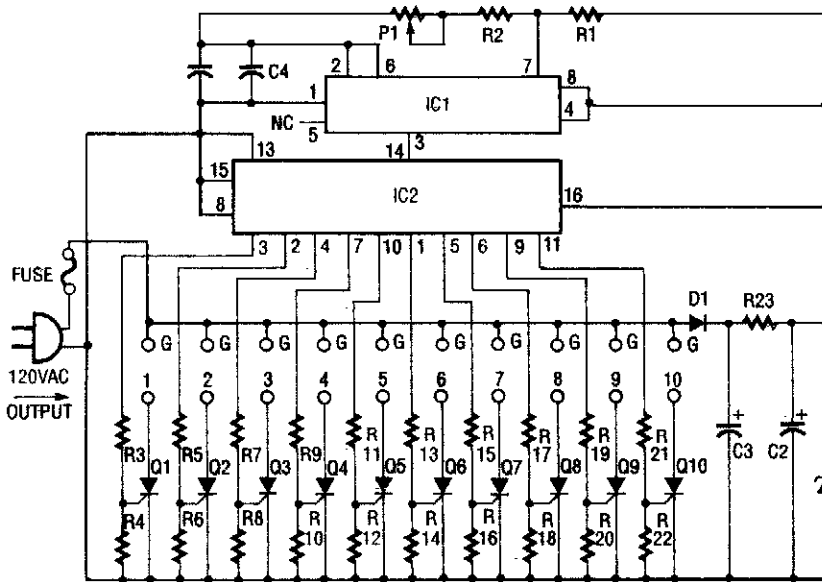 P1 R2 R1
2 6 7 8
C4
1 IC1 4
NC
5 3
13 14
15 IC2 16
8
3 2 4 7 10 1 5 6 9 11
FUSE
D1 R23
G G G G G G G G G G
120VAC 1 2 3 4 5 6 7 8 9 10
OUTPUT
+ +
R3 R5 R7 R9 R R R R R R
11 13 15 17 19 21
C3 C2
Q1 Q2 Q3 Q4 Q5 Q6 Q7 Q8 Q9 Q10
R4 R6 R8 R R R R R R R
10 12 14 16 18 20 22